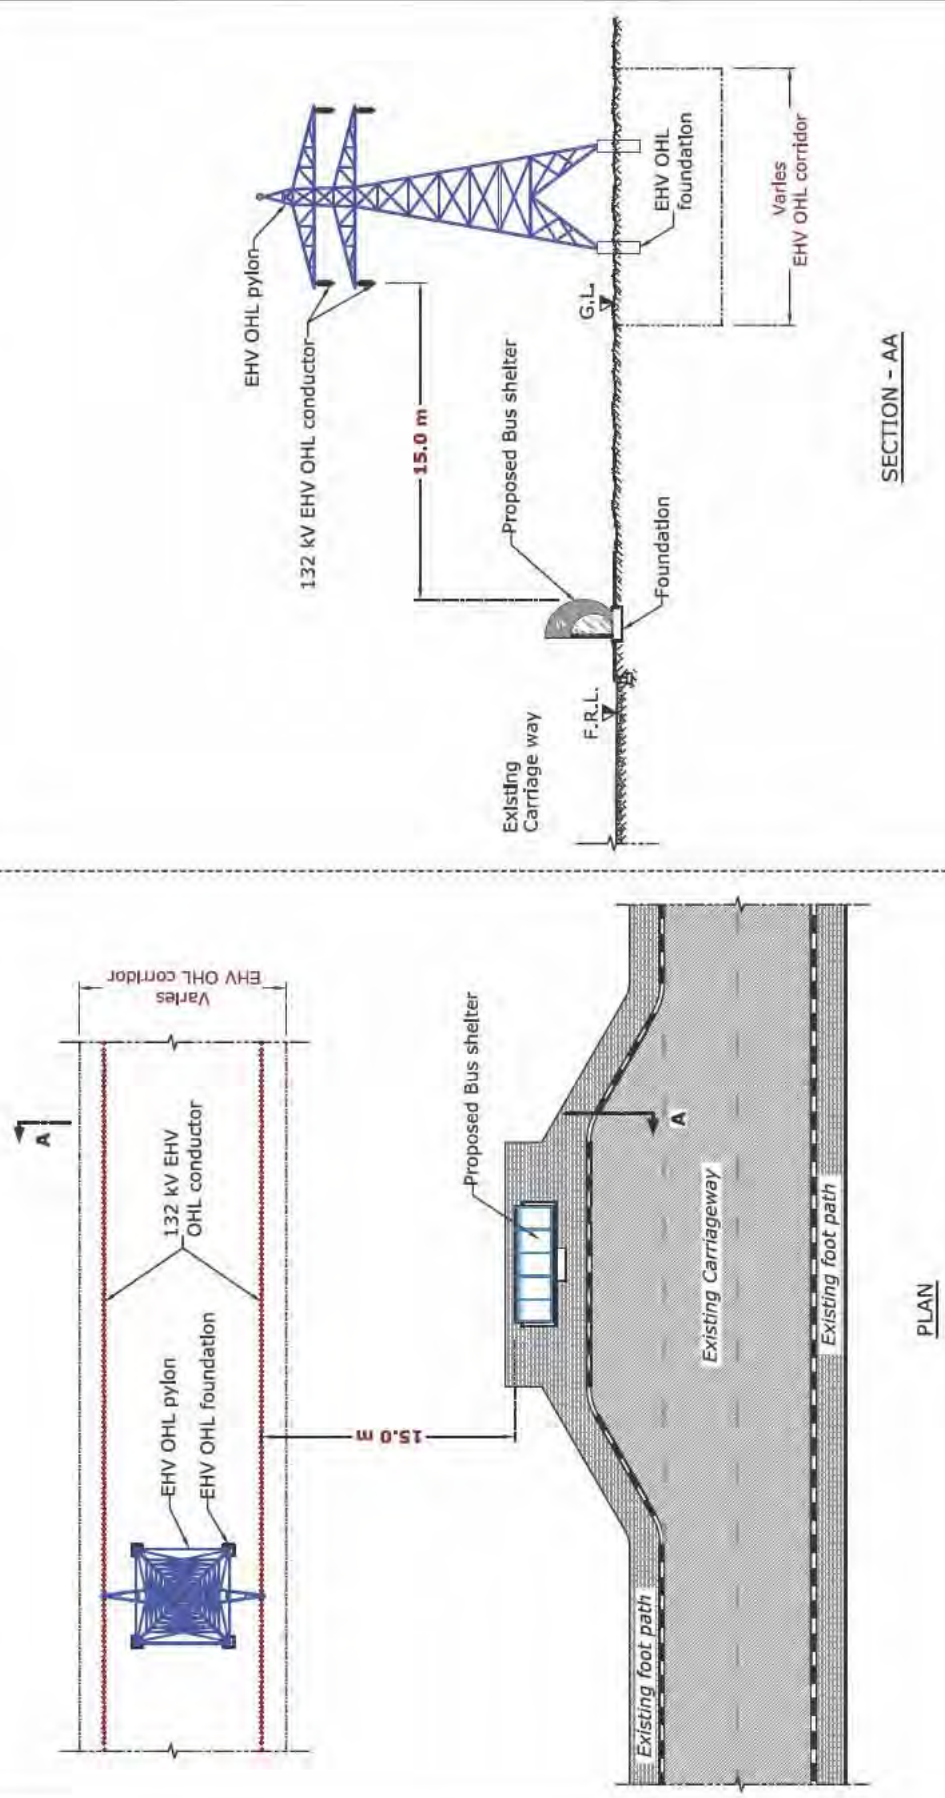 EHV OHL pylon
132 kV EHV OHL conductor
15.0 m
Proposed Bus shelter
Existing
Carriage way
F.R.L.
G.L.
Foundation
EHV OHL
foundation
Varies
EHV OHL corridor
SECTION - AA
Varies
EHV OHL corridor
A
132 kV EHV
OHL conductor
EHV OHL pylon
EHV OHL foundation
15.0 m
Proposed Bus shelter
A
Existing Carriageway
Existing foot path
Existing foot path
PLAN